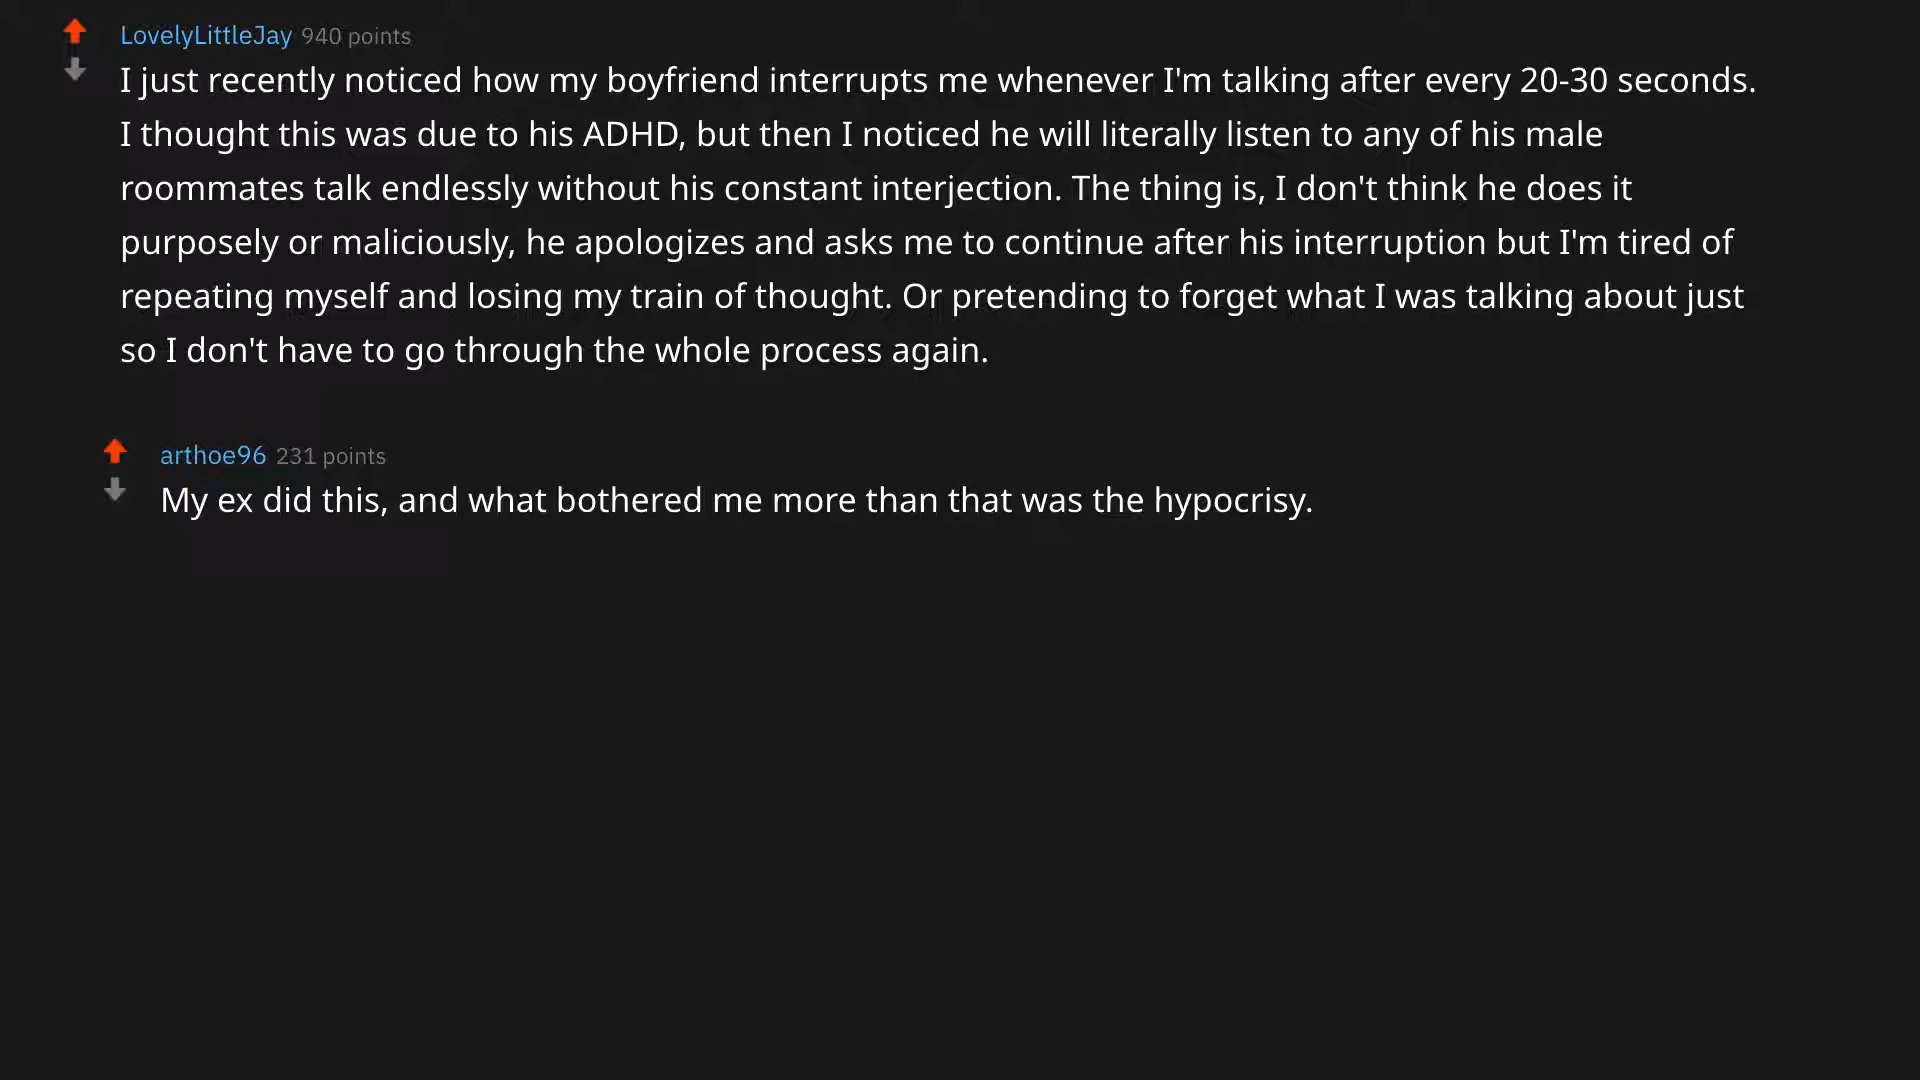 LovelyLittleJay 940 points
I just recently noticed how my boyfriend interrupts me whenever I'm talking after every 20-30 seconds.
I thought this was due to his ADHD, but then I noticed he will literally listen to any of his male
roommates talk endlessly without his constant interjection. The thing is, I don't think he does it
purposely or maliciously, he apologizes and asks me to continue after his interruption but I'm tired of
repeating myself and losing my train of thought. Or pretending to forget what I was talking about just
so I don't have to go through the whole process again.
arthoe96 231 points
My ex did this, and what bothered me more than that was the hypocrisy.